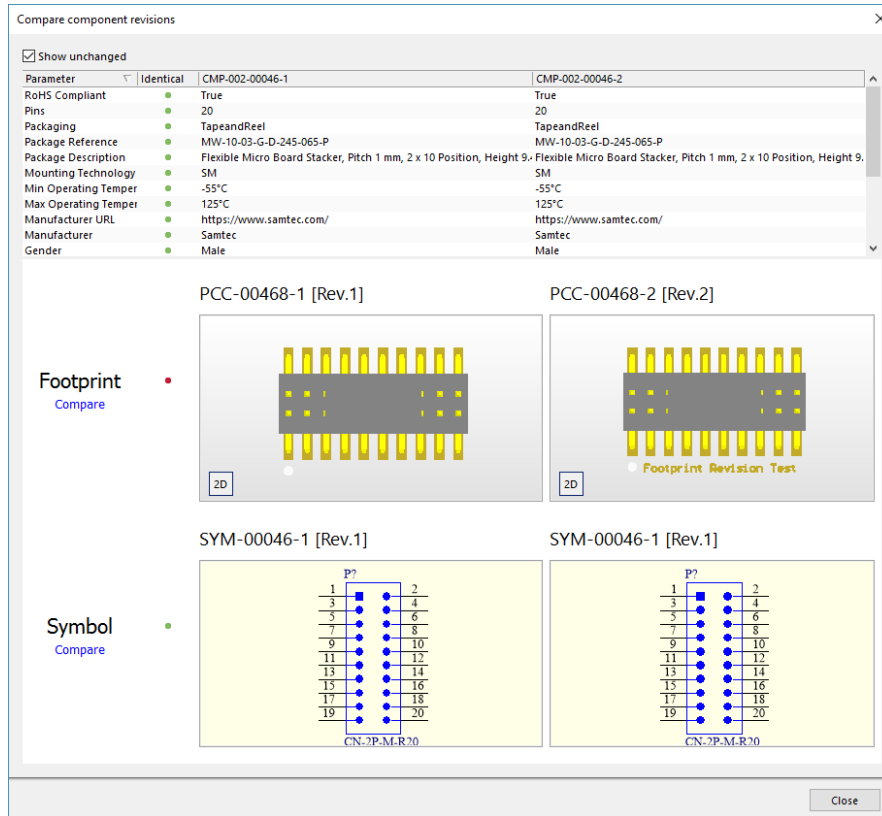 Compare component revisions
Show unchanged
Parameter Identical CMP-002-00046-1 CMP-002-00046-2
RoHS Compliant True True
Pins 20 20
Packaging TapeandReel TapeandReel
Package Reference MW-10-03-G-D-245-065-P MW-10-03-G-D-245-065-P
Package Description Flexible Micro Board Stacker, Pitch 1 mm, 2 x 10 Position, Height 9. Flexible Micro Board Stacker, Pitch 1 mm, 2 x 10 Position, Height 9.
Mounting Technology SM SM
Min Operating Temper -55°C -55°C
Max Operating Temper 125°C 125°C
Manufacturer URL https://www.samtec.com/ https://www.samtec.com/
Manufacturer Samtec Samtec
Gender Male Male
PCC-00468-1 [Rev.1] PCC-00468-2 [Rev.2]
Footprint
Compare
Footprint Revision Test
2D 2D
SYM-00046-1 [Rev.1] SYM-00046-1 [Rev.1]
P? P?
1 2 1 2
3 4 3 4
5 6 5 6
7 8 7 8
Symbol
Compare
9 10 9 10
11 12 11 12
13 14 13 14
15 16 15 16
17 18 17 18
19 20 19 20
CN-2P-M-R20 CN-2P-M-R20
Close